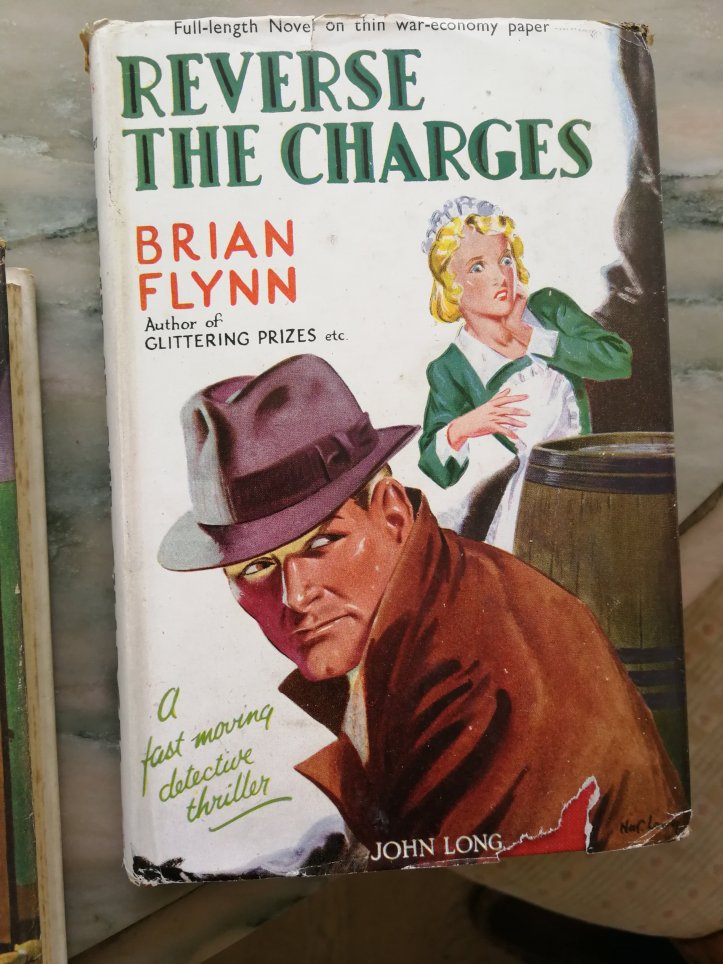 Full-length Novel on thin war-economy paper
REVERSE
THE CHARGES
BRIAN
FLYNN
Author of
GLITTERING PRIZES etc.
A
fast moving
detective
thriller
JOHN LONG